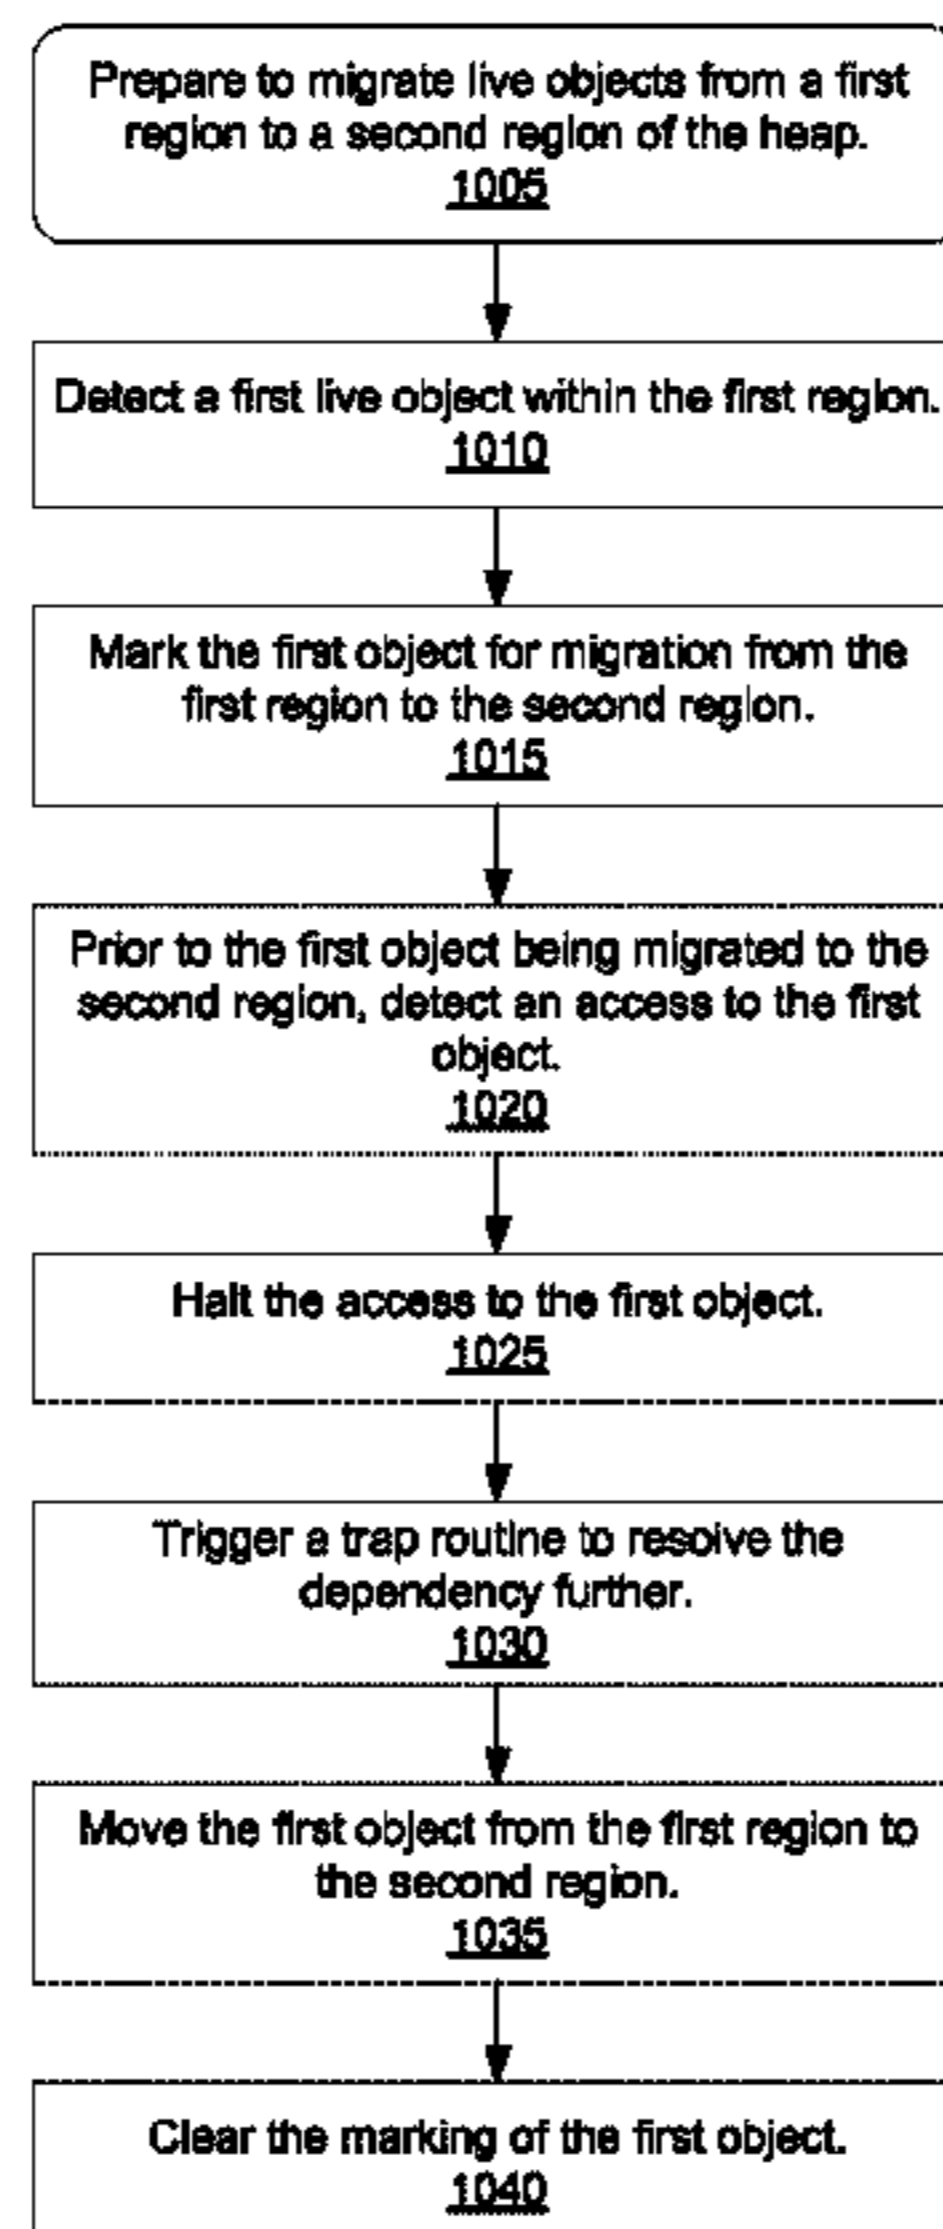 Prepare to migrate live objects from a first
region to a second region of the heap.
1005
Detect a first live object within the first region.
1010
Mark the first object for migration from the
first region to the second region.
1015
Prior to the first object being migrated to the
second region, detect an access to the first
object.
1020
Halt the access to the first object.
1025
Trigger a trap routine to resolve the
dependency further.
1030
Move the first object from the first region to
the second region.
1035
Clear the marking of the first object.
1040